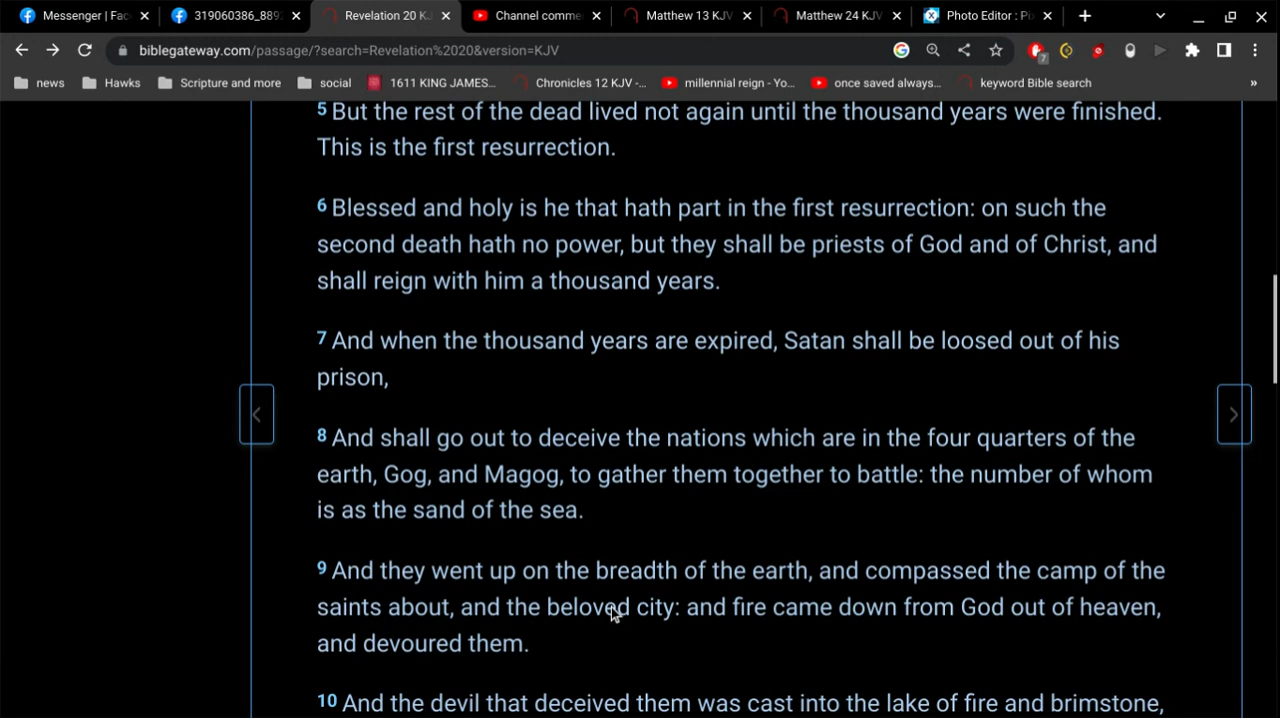 Messenger | Fac
319060386_889
Revelation 20 KJ
Channel comme
Matthew 13 KJV
Matthew 24 KJV
Photo Editor : Pi
biblegateway.com/passage/?search=Revelation%2020&version=KJV
7
news
Hawks
Scripture and more
social
1611 KING JAMES...
Chronicles 12 KJV -...
millennial reign - Yo...
once saved always...
keyword Bible search
»
5 But the rest of the dead lived not again until the thousand years were finished.
This is the first resurrection.
6 Blessed and holy is he that hath part in the first resurrection: on such the
second death hath no power, but they shall be priests of God and of Christ, and
shall reign with him a thousand years.
7 And when the thousand years are expired, Satan shall be loosed out of his
prison,
8 And shall go out to deceive the nations which are in the four quarters of the
earth, Gog, and Magog, to gather them together to battle: the number of whom
is as the sand of the sea.
9 And they went up on the breadth of the earth, and compassed the camp of the
saints about, and the beloved city: and fire came down from God out of heaven,
and devoured them.
10 And the devil that deceived them was cast into the lake of fire and brimstone,